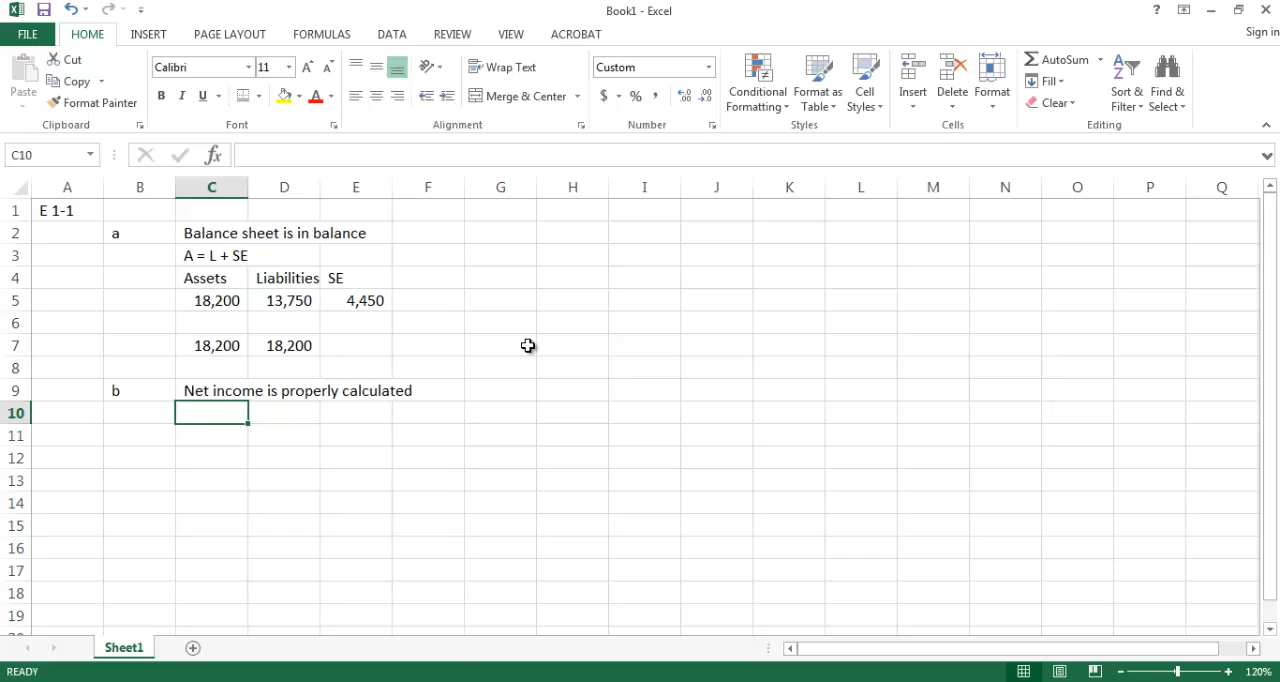 Book1 - Excel
?
FILE HOME INSERT PAGE LAYOUT FORMULAS DATA REVIEW VIEW ACROBAT Sign in
Paste
Cut
Copy
Format Painter
Clipboard
Calibri 11 A A
B I U A
Font
Wrap Text
Merge & Center
Alignment
Custom
$ % , .00 .0
Number
Conditional Formatting
Format as Table
Cell Styles
Styles
Insert Delete Format
Cells
AutoSum
Fill
Clear
Sort & Filter
Find & Select
Editing
C10 fx
A B C D E F G H I J K L M N O P Q
1 E 1-1
2 a Balance sheet is in balance
3 A = L + SE
4 Assets Liabilities SE
5 18,200 13,750 4,450
6
7 18,200 18,200
8
9 b Net income is properly calculated
10
11
12
13
14
15
16
17
18
19
Sheet1
READY 120%